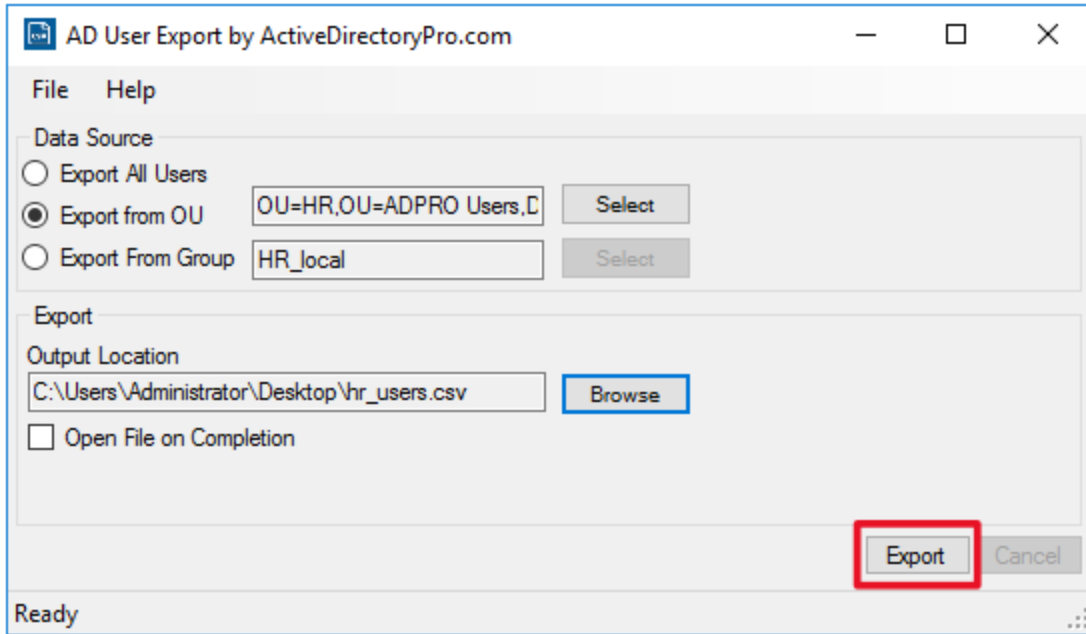 AD User Export by ActiveDirectoryPro.com
File Help
Data Source
Export All Users
Export from OU OU=HR,OU=ADPRO Users,D Select
Export From Group HR_local Select
Export
Output Location
C:\Users\Administrator\Desktop\hr_users.csv Browse
Open File on Completion
Export Cancel
Ready